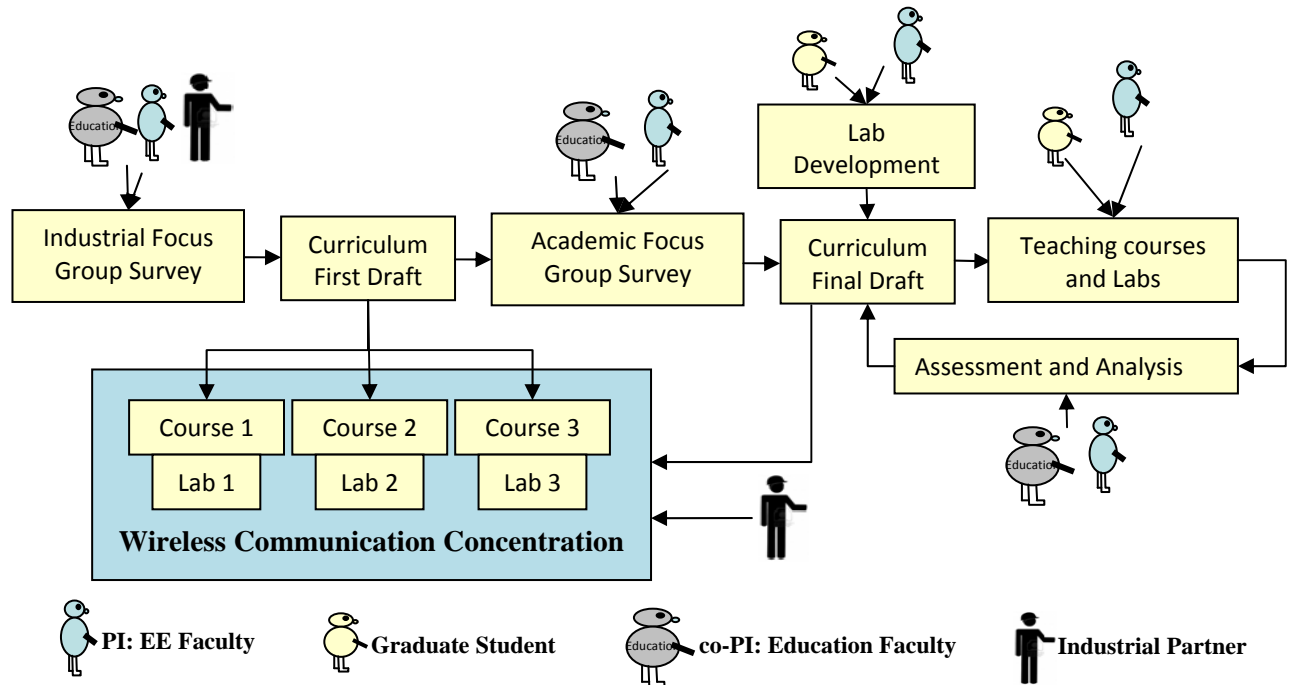 Education
Education
Lab
Development
Industrial Focus
Group Survey
Curriculum
First Draft
Academic Focus
Group Survey
Curriculum
Final Draft
Teaching courses
and Labs
Assessment and Analysis
Course 1
Course 2
Course 3
Lab 1
Lab 2
Lab 3
Education
Wireless Communication Concentration
PI: EE Faculty
Graduate Student
Education
co-PI: Education Faculty
Industrial Partner